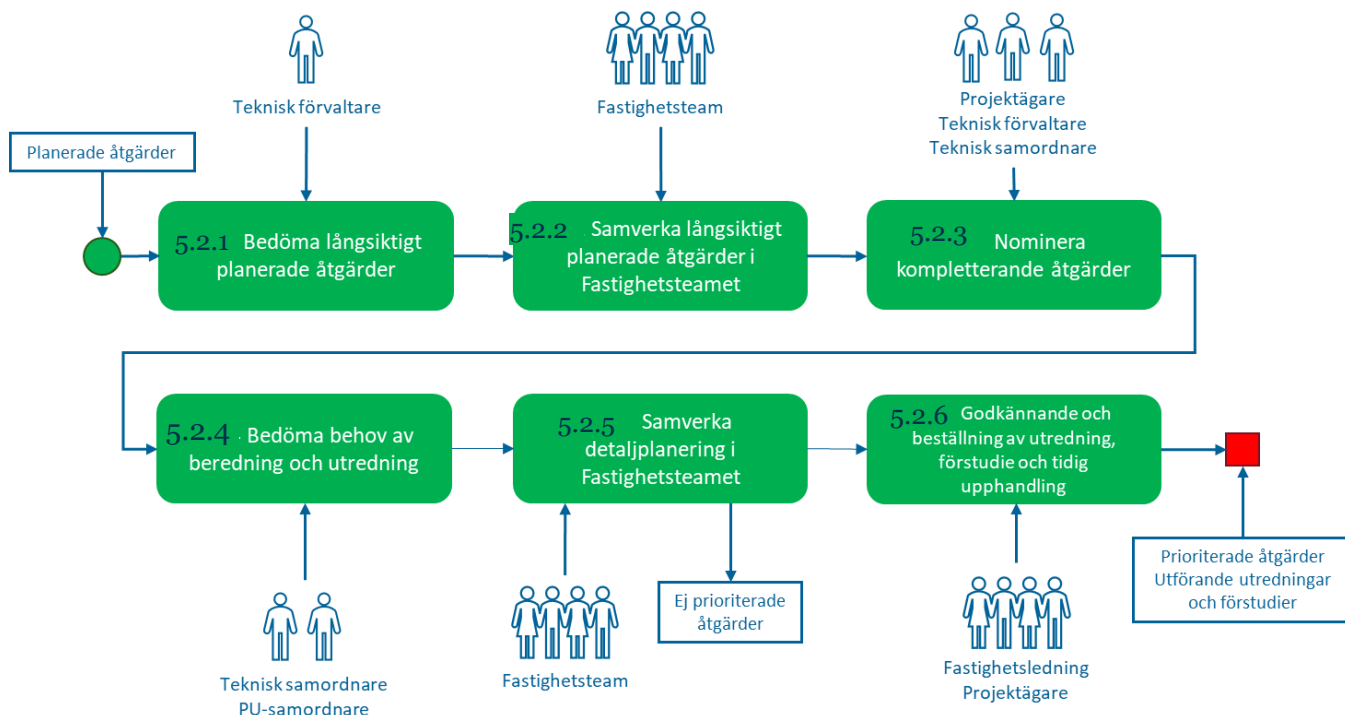 Teknisk förvaltare
Fastighetsteam
Projektägare
Teknisk förvaltare
Teknisk samordnare
Planerade åtgärder
5.2.1 Bedöma långsiktigt
planerade åtgärder
5.2.2 Samverka långsiktigt
planerade åtgärder i
Fastighetsteamet
5.2.3 Nominera
kompletterande åtgärder
5.2.4 . Bedöma behov av
beredning och utredning
5.2.5 Samverka
detaljplanering i
Fastighetsteamet
5.2.6 Godkännande och
beställning av utredning,
förstudie och tidig
upphandling
Ej prioriterade
åtgärder
Prioriterade åtgärder
Utförande utredningar
och förstudier
Teknisk samordnare
PU-samordnare
Fastighetsteam
Fastighetsledning
Projektägare